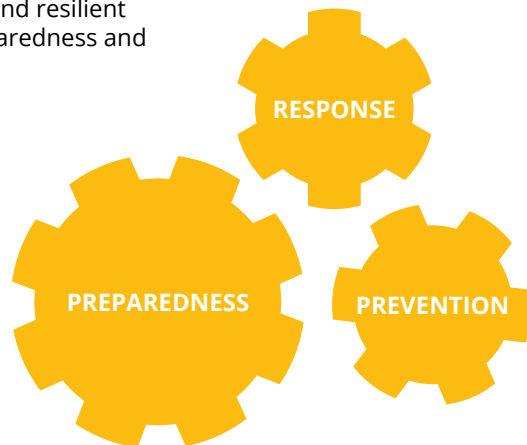 nd resilient
aredness and
RESPONSE
PREPAREDNESS
PREVENTION